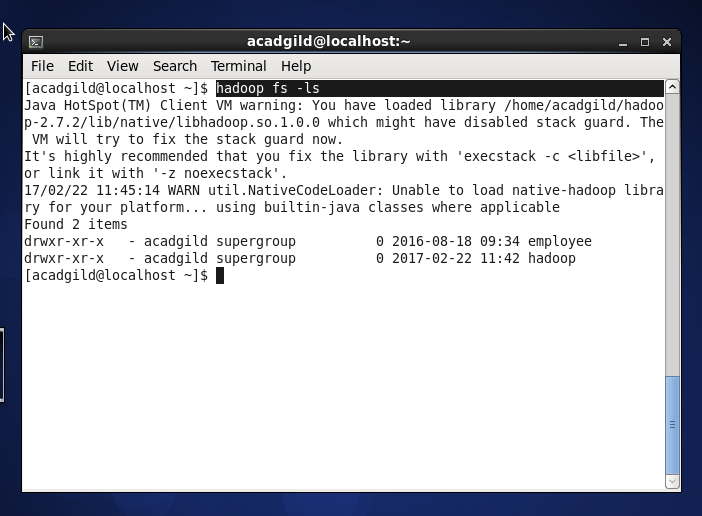 acadgild@localhost:~
File Edit View Search Terminal Help
[acadgild@localhost ~]$ hadoop fs -ls
Java HotSpot(TM) Client VM warning: You have loaded library /home/acadgild/hadoo
p-2.7.2/lib/native/libhadoop.so.1.0.0 which might have disabled stack guard. The
 VM will try to fix the stack guard now.
It's highly recommended that you fix the library with 'execstack -c <libfile>',
or link it with '-z noexecstack'.
17/02/22 11:45:14 WARN util.NativeCodeLoader: Unable to load native-hadoop libra
ry for your platform... using builtin-java classes where applicable
Found 2 items
drwxr-xr-x   - acadgild supergroup          0 2016-08-18 09:34 employee
drwxr-xr-x   - acadgild supergroup          0 2017-02-22 11:42 hadoop
[acadgild@localhost ~]$